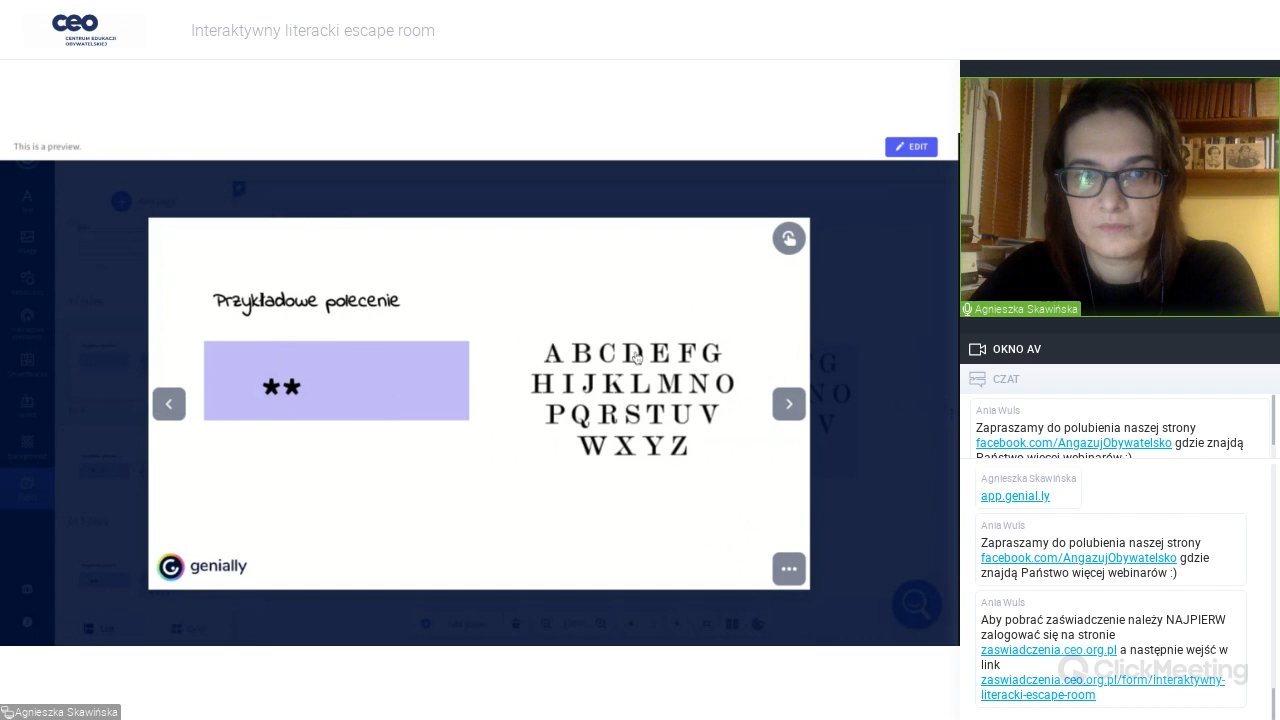 ceo
CENTRUM EDUKACJI
OBYWATELSKIEJ
Interaktywny literacki escape room
This is a preview.
EDIT
Przykładowe polecenie
**
A B C D E F G
H I J K L M N O
P Q R S T U V
W X Y Z
genially
Agnieszka Skawińska
Agnieszka Skawińska
OKNO AV
CZAT
Ania Wuls
Zapraszamy do polubienia naszej strony
facebook.com/AngazujObywatelsko gdzie znajdą
Państwo więcej webinarów :)
Agnieszka Skawińska
app.genial.ly
Ania Wuls
Zapraszamy do polubienia naszej strony
facebook.com/AngazujObywatelsko gdzie
znajdą Państwo więcej webinarów :)
Ania Wuls
Aby pobrać zaświadczenie należy NAJPIERW
zalogować się na stronie
zaswiadczenia.ceo.org.pl a następnie wejść w
link
zaswiadczenia.ceo.org.pl/form/interaktywny-
literacki-escape-room
ClickMeeting